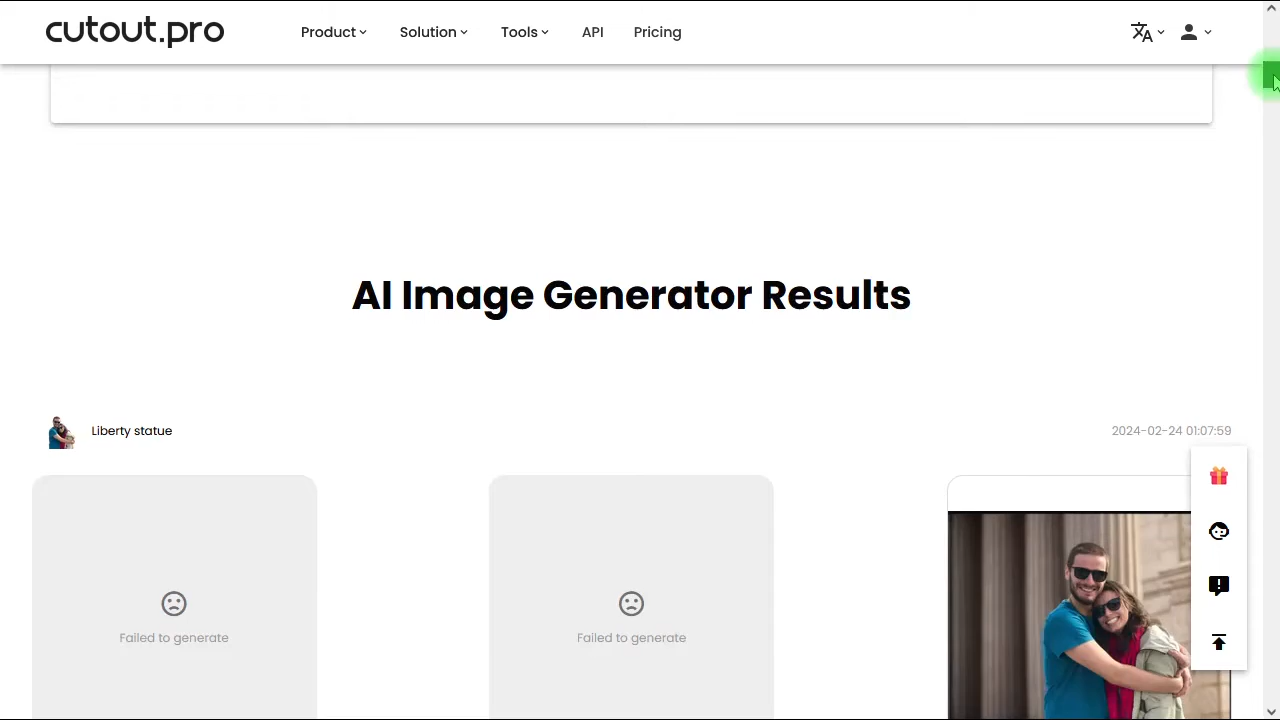 cutout.pro
Product
Solution
Tools
API
Pricing
AI Image Generator Results
Liberty statue
2024-02-24 01:07:59
Failed to generate
Failed to generate